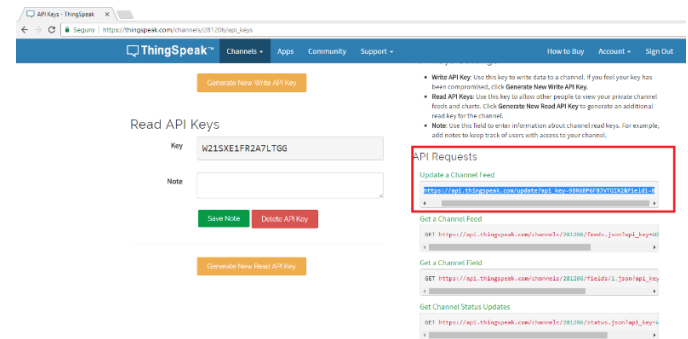 API Keys - ThingSpeak
Seguro | https://thingspeak.com/channels/281206/api_keys
ThingSpeak™ Channels Apps Community Support How to Buy Account Sign Out
Generate New Write API Key
Read API Keys
Key W21SXE1FR2A7LTGG
Note
Save Note Delete API Key
Generate New Read API Key
Write API Key: Use this key to write data to a channel. If you feel your key has
been compromised, click Generate New Write API Key.
Read API Keys: Use this key to allow other people to view your private channel
feeds and charts. Click Generate New Read API Key to generate an additional
read key for the channel.
Note: Use this field to enter information about channel read keys. For example,
add notes to keep track of users with access to your channel.
API Requests
Update a Channel Feed
Get a Channel Feed
GET https://api.thingspeak.com/channels/281206/feeds.json?api_key=
Get a Channel Field
GET https://api.thingspeak.com/channels/281206/fields/1.json?api_key
Get Channel Status Updates
GET https://api.thingspeak.com/channels/281206/status.json?api_key=